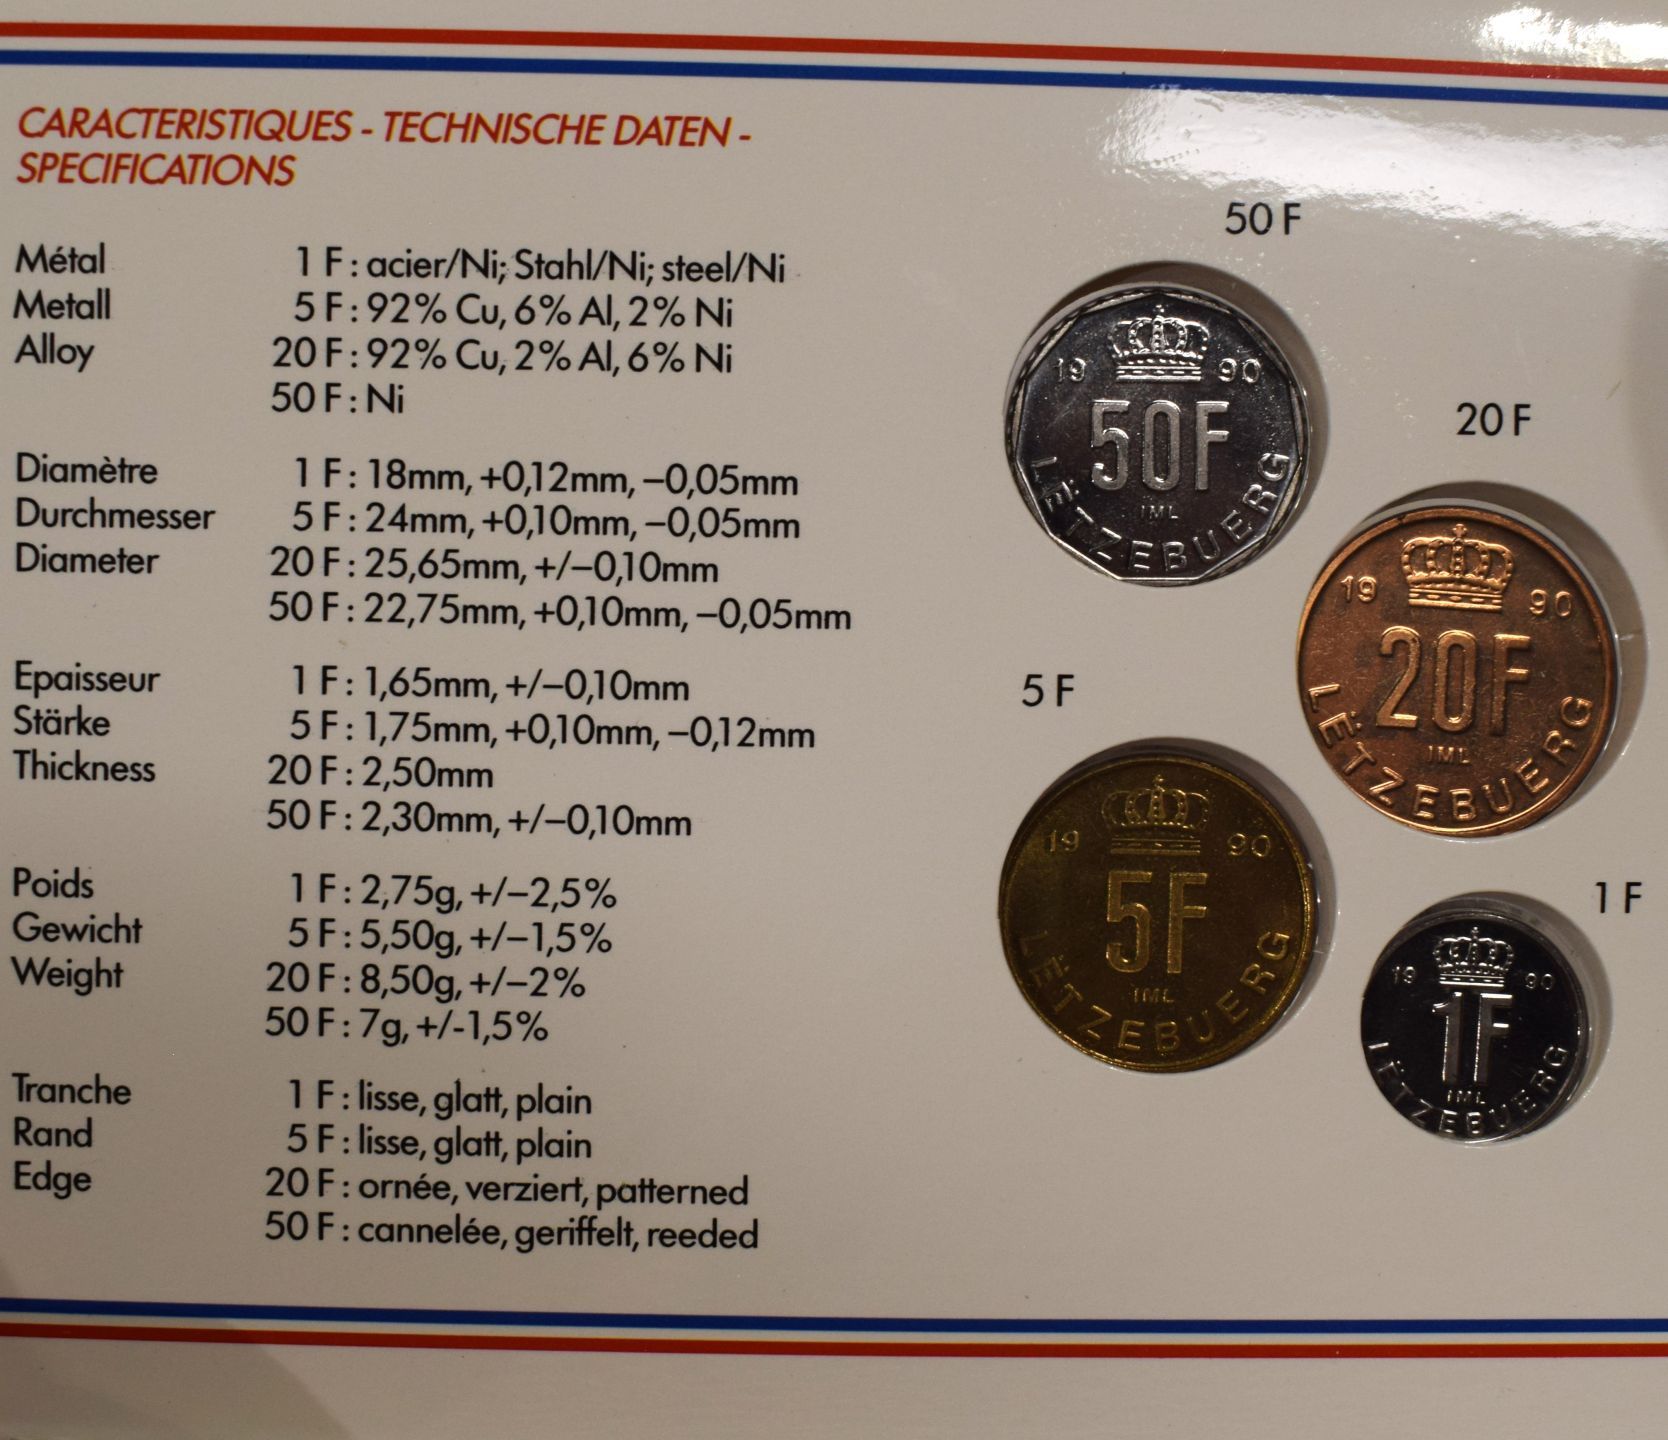 CARACTERISTIQUES - TECHNISCHE DATEN -
SPECIFICATIONS
Métal 1 F : acier/Ni; Stahl/Ni; steel/Ni
Metall 5 F : 92% Cu, 6% Al, 2% Ni
Alloy 20 F : 92% Cu, 2% Al, 6% Ni
50 F : Ni
Diamètre 1 F : 18mm, +0,12mm, –0,05mm
Durchmesser 5 F : 24mm, +0,10mm, –0,05mm
Diameter 20 F : 25,65mm, +/–0,10mm
50 F : 22,75mm, +0,10mm, –0,05mm
Epaisseur 1 F : 1,65mm, +/–0,10mm
Stärke 5 F : 1,75mm, +0,10mm, –0,12mm
Thickness 20 F : 2,50mm
50 F : 2,30mm, +/–0,10mm
Poids 1 F : 2,75g, +/–2,5%
Gewicht 5 F : 5,50g, +/–1,5%
Weight 20 F : 8,50g, +/–2%
50 F : 7g, +/-1,5%
Tranche 1 F : lisse, glatt, plain
Rand 5 F : lisse, glatt, plain
Edge 20 F : ornée, verziert, patterned
50 F : cannelée, geriffelt, reeded
50 F
19 90
50F
IML
LËTZEBUERG
20 F
19 90
20F
IML
LËTZEBUERG
5 F
19 90
5F
IML
LËTZEBUERG
1 F
19 90
1F
IML
LËTZEBUERG